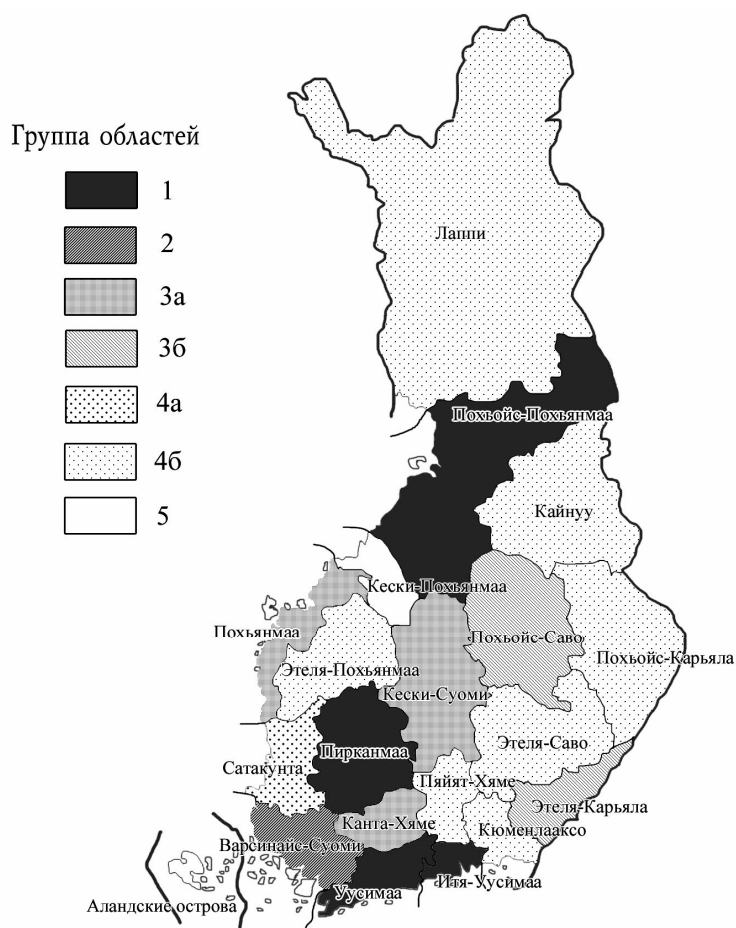 Группа областей
1
2
3а
3б
4а
4б
5
Лаппи
Похьойс-Похьянмаа
Кайнуу
Кески-Похьянмаа
Похьянмаа
Похьойс-Саво
Похьойс-Карьяла
Этеля-Похьянмаа
Кески-Суоми
Этеля-Саво
Пирканмаа
Сатакунта
Пяйят-Хяме
Этеля-Карьяла
Канта-Хяме
Кюменлааксо
Варсинайс-Суоми
Итя-Уусимаа
Уусимаа
Аландские острова